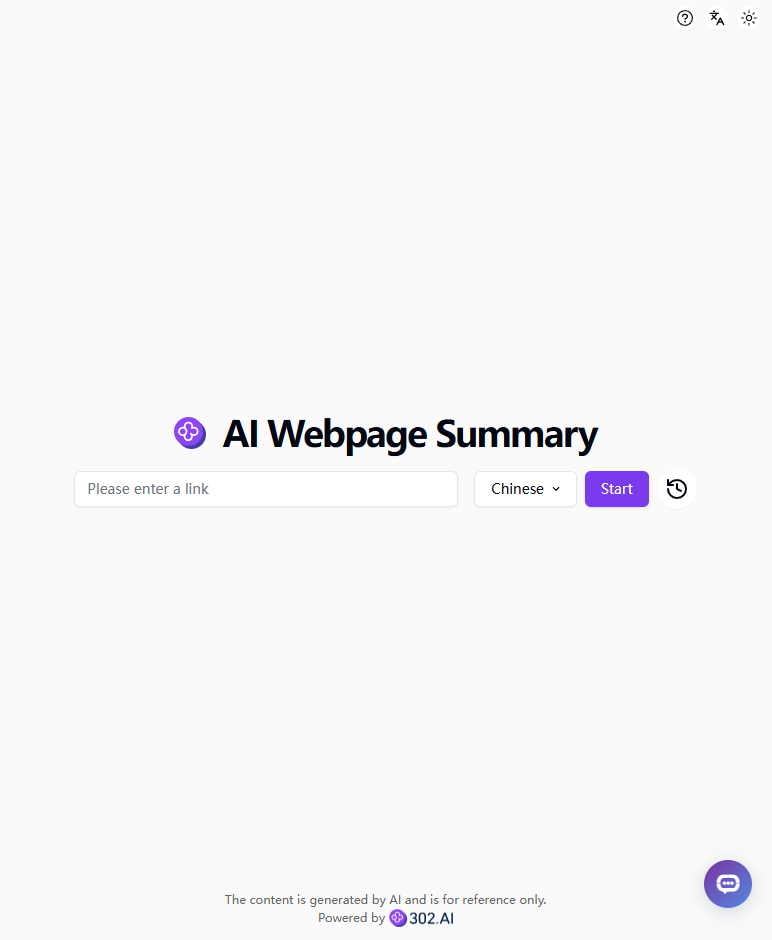 AI Webpage Summary
Please enter a link
Chinese
Start
The content is generated by AI and is for reference only.
Powered by 302.AI